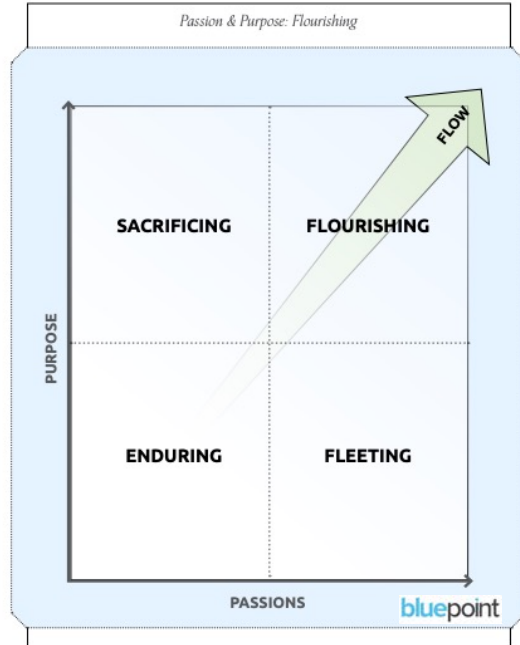 Passion & Purpose: Flourishing
FLOW
SACRIFICING
FLOURISHING
PURPOSE
ENDURING
FLEETING
PASSIONS
bluepoint